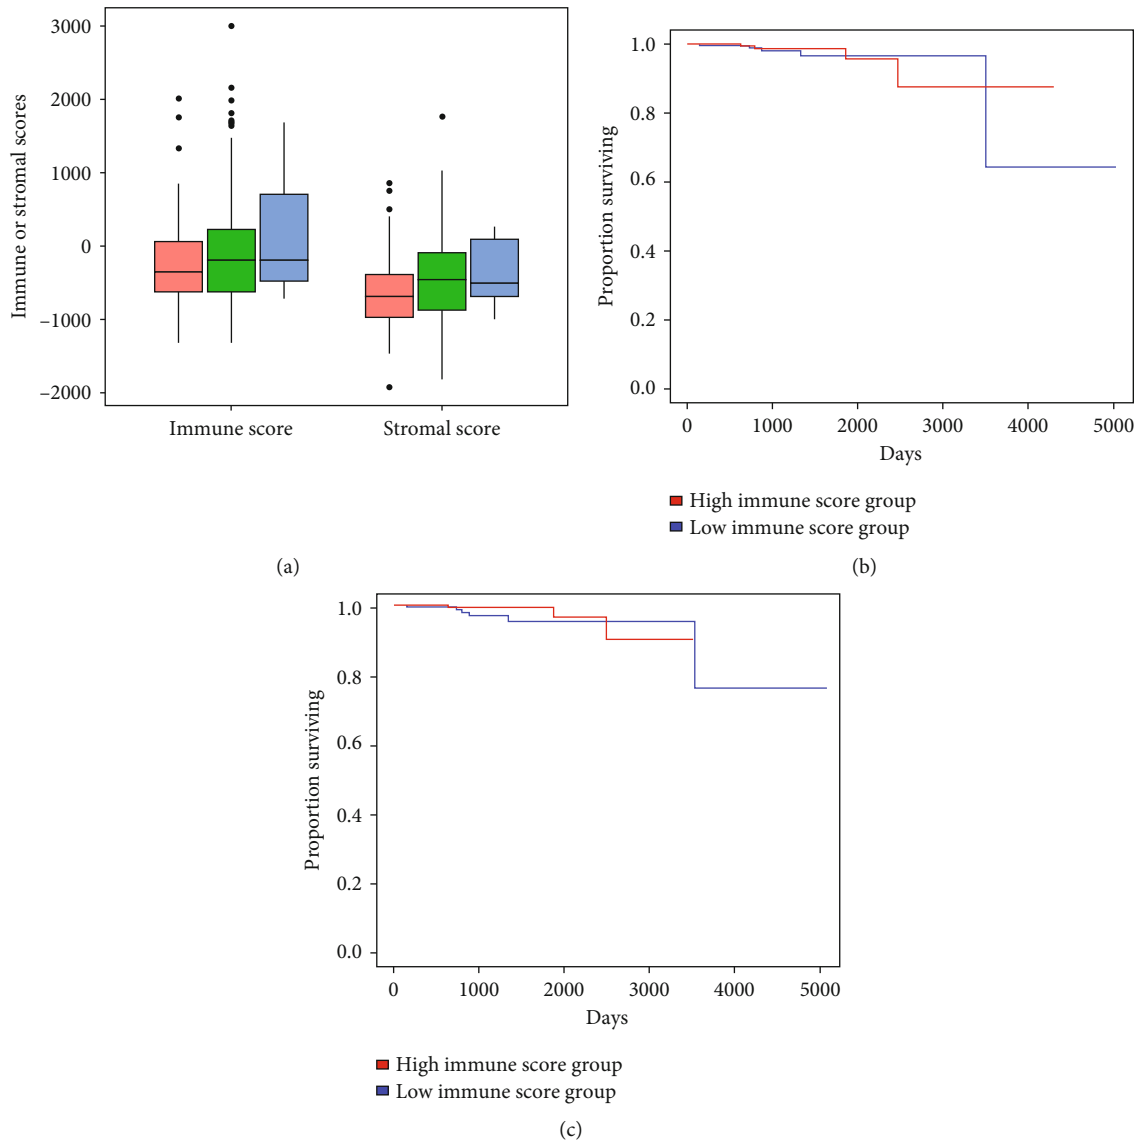 Immune or stromal scores
3000
2000
1000
0
−1000
−2000
Immune score
Stromal score
(a)
Proportion surviving
1.0
0.8
0.6
0.4
0.2
0.0
0
1000
2000
3000
4000
5000
Days
High immune score group
Low immune score group
(b)
Proportion surviving
1.0
0.8
0.6
0.4
0.2
0.0
0
1000
2000
3000
4000
5000
Days
High immune score group
Low immune score group
(c)